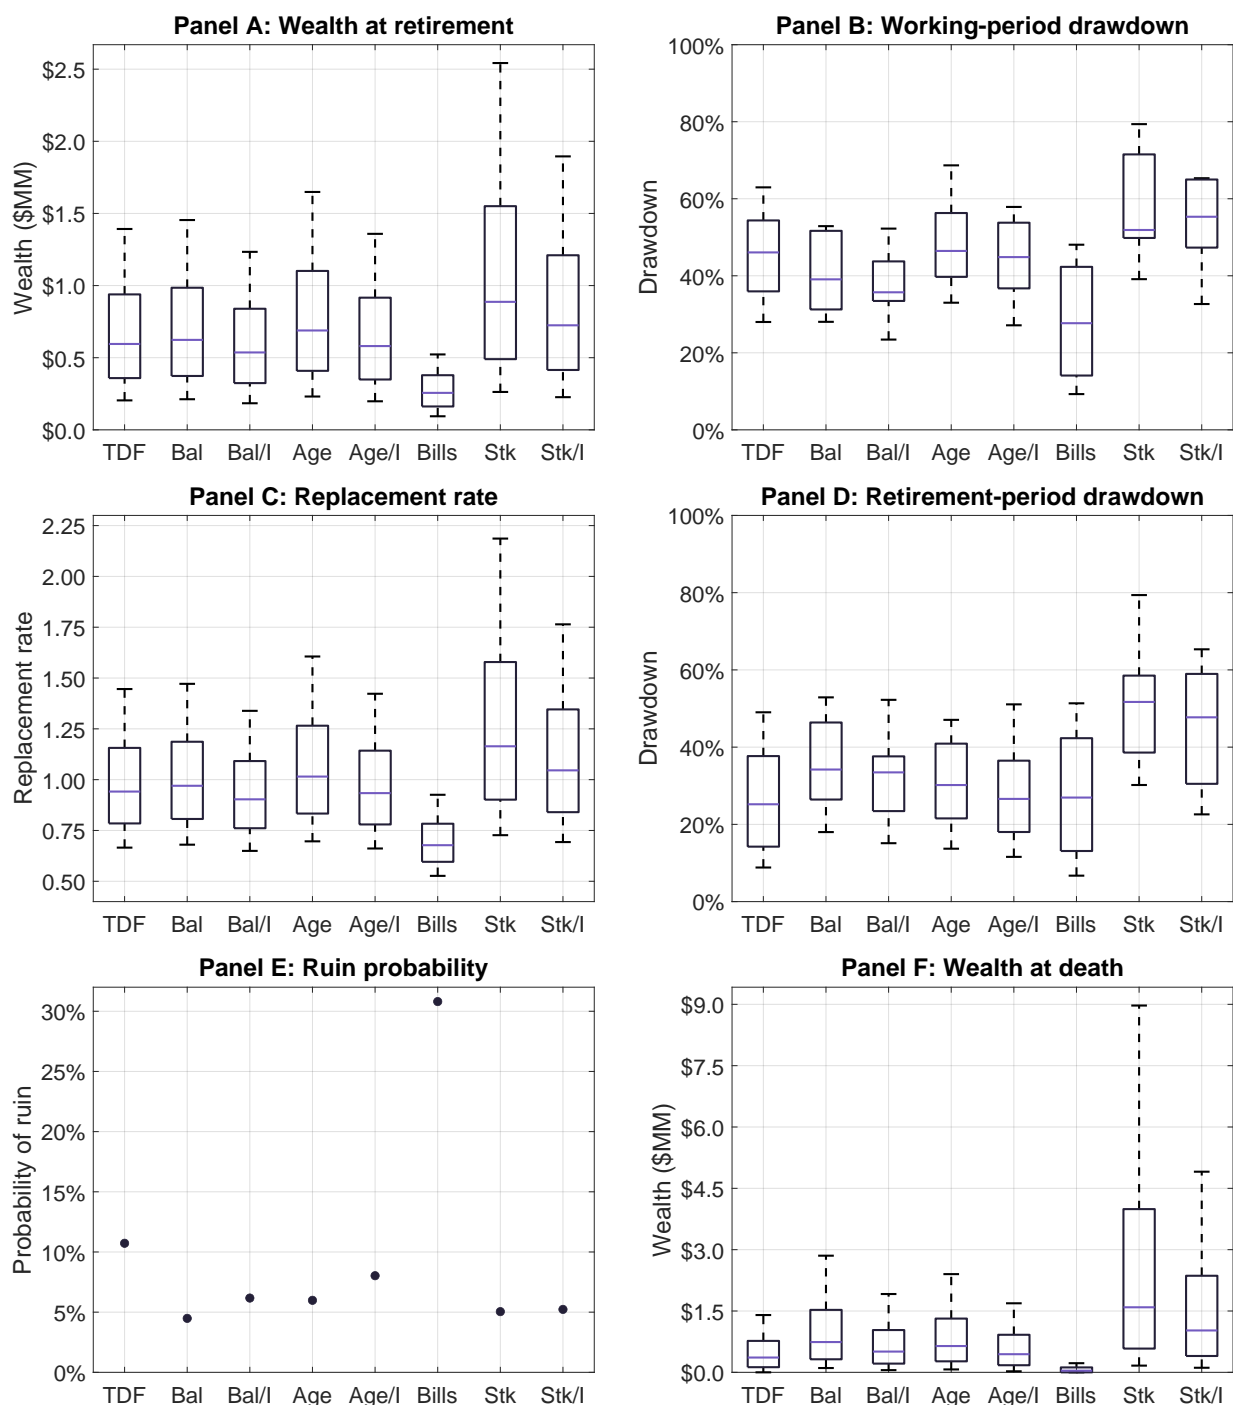 Panel A: Wealth at retirement
Wealth ($MM)
$2.5
$2.0
$1.5
$1.0
$0.5
$0.0
TDF Bal Bal/I Age Age/I Bills Stk Stk/I
Panel B: Working-period drawdown
Drawdown
100%
80%
60%
40%
20%
0%
TDF Bal Bal/I Age Age/I Bills Stk Stk/I
Panel C: Replacement rate
Replacement rate
2.25
2.00
1.75
1.50
1.25
1.00
0.75
0.50
TDF Bal Bal/I Age Age/I Bills Stk Stk/I
Panel D: Retirement-period drawdown
Drawdown
100%
80%
60%
40%
20%
0%
TDF Bal Bal/I Age Age/I Bills Stk Stk/I
Panel E: Ruin probability
Probability of ruin
30%
25%
20%
15%
10%
5%
0%
TDF Bal Bal/I Age Age/I Bills Stk Stk/I
Panel F: Wealth at death
Wealth ($MM)
$9.0
$7.5
$6.0
$4.5
$3.0
$1.5
$0.0
TDF Bal Bal/I Age Age/I Bills Stk Stk/I